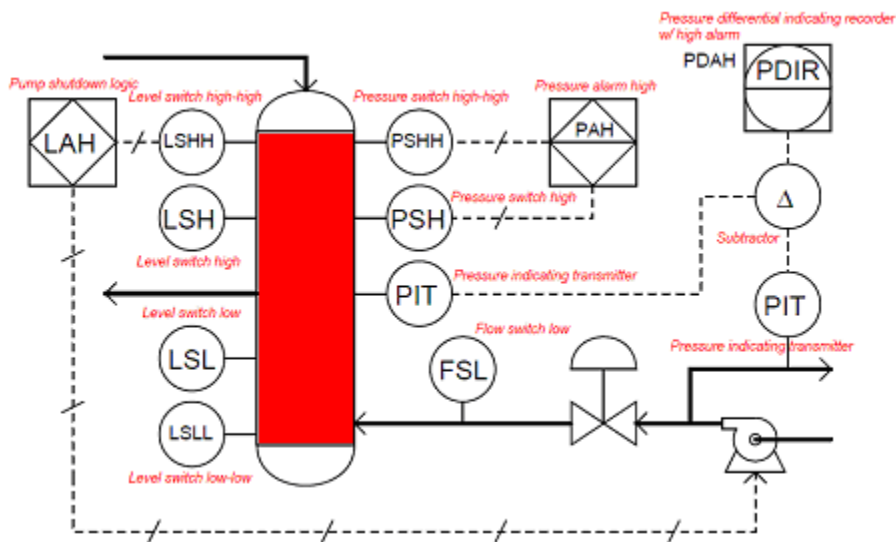 Pressure differential indicating recorder
w/ high alarm
PDAH
PDIR
Pump shutdown logic
Level switch high-high
Pressure switch high-high
Pressure alarm high
LAH
LSHH
PSHH
PAH
Pressure switch high
LSH
PSH
Δ
Level switch high
Subtractor
Pressure indicating transmitter
PIT
PIT
Level switch low
Flow switch low
Pressure indicating transmitter
LSL
FSL
LSLL
Level switch low-low